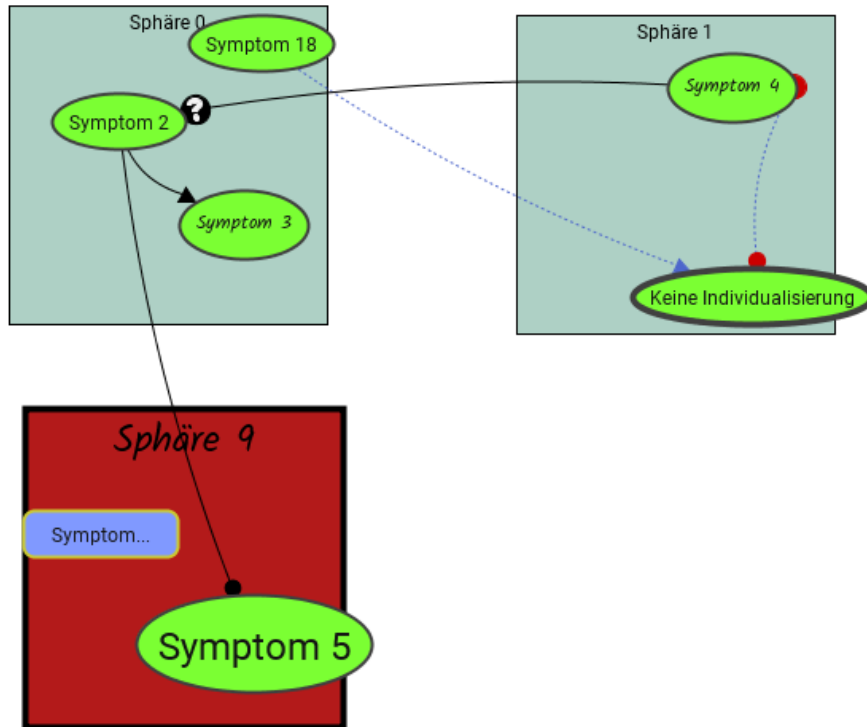 Sphäre 0
Symptom 18
Symptom 2
?
Symptom 3
Sphäre 1
Symptom 4
Keine Individualisierung
Sphäre 9
Symptom...
Symptom 5